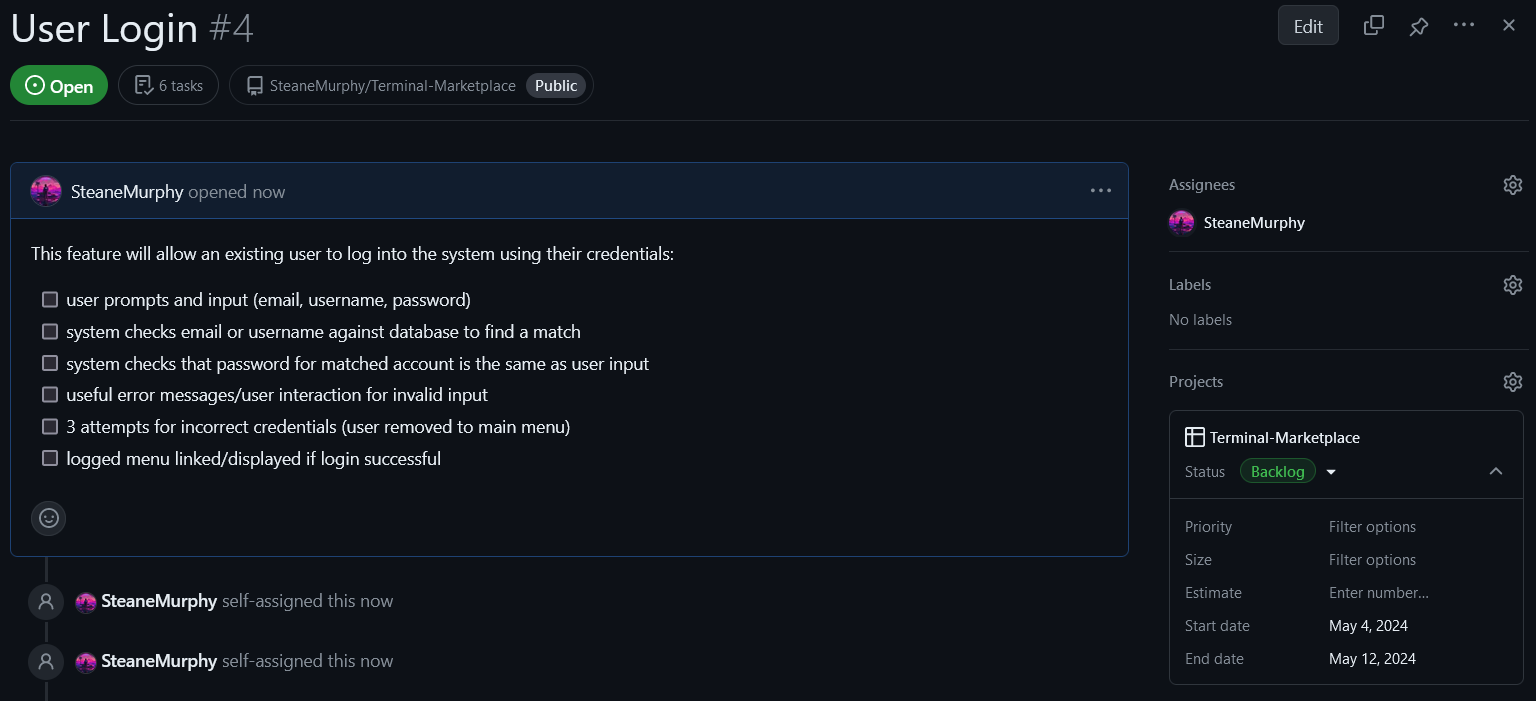 User Login #4
Edit
Open
6 tasks
SteaneMurphy/Terminal-Marketplace Public
SteaneMurphy opened now
This feature will allow an existing user to log into the system using their credentials:
user prompts and input (email, username, password)
system checks email or username against database to find a match
system checks that password for matched account is the same as user input
useful error messages/user interaction for invalid input
3 attempts for incorrect credentials (user removed to main menu)
logged menu linked/displayed if login successful
SteaneMurphy self-assigned this now
SteaneMurphy self-assigned this now
Assignees
SteaneMurphy
Labels
No labels
Projects
Terminal-Marketplace
Status Backlog
Priority Filter options
Size Filter options
Estimate Enter number...
Start date May 4, 2024
End date May 12, 2024